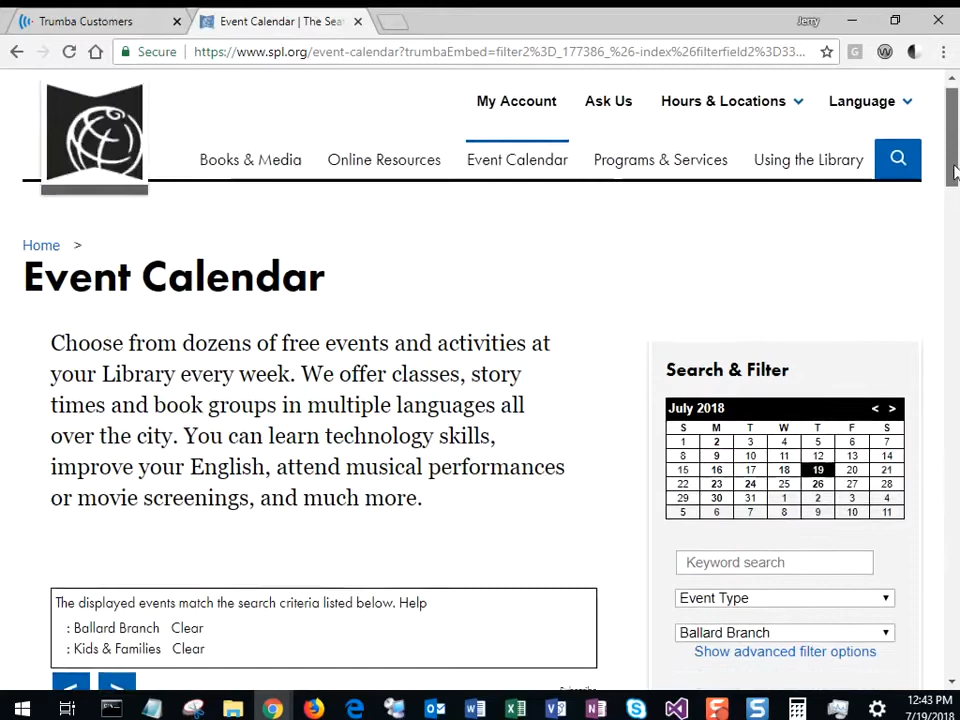 Trumba Customers
Event Calendar | The Sea
Jerry
Secure
https://www.spl.org/event-calendar?trumbaEmbed=filter2%3D_177386_%26-index%26filterfield2%3D33...
My Account Ask Us Hours & Locations Language
Books & Media Online Resources Event Calendar Programs & Services Using the Library
Home >
Event Calendar
Choose from dozens of free events and activities at
your Library every week. We offer classes, story
times and book groups in multiple languages all
over the city. You can learn technology skills,
improve your English, attend musical performances
or movie screenings, and much more.
Search & Filter
July 2018 < >
S M T W T F S
1 2 3 4 5 6 7
8 9 10 11 12 13 14
15 16 17 18 19 20 21
22 23 24 25 26 27 28
29 30 31 1 2 3 4
5 6 7 8 9 10 11
Keyword search
Event Type
Ballard Branch
Show advanced filter options
The displayed events match the search criteria listed below. Help
: Ballard Branch Clear
: Kids & Families Clear
< >
12:43 PM
7/19/2018